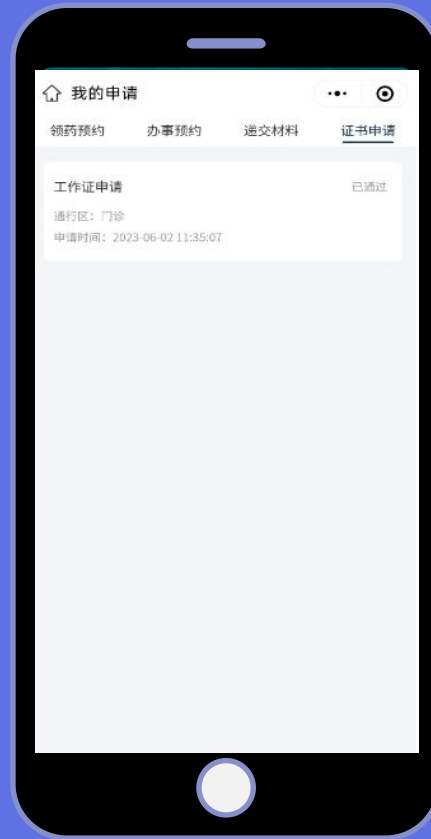 我的申请
领药预约 办事预约 递交材料 证书申请
工作证申请 已通过
通行区：门诊
申请时间：2023-06-02 11:35:07